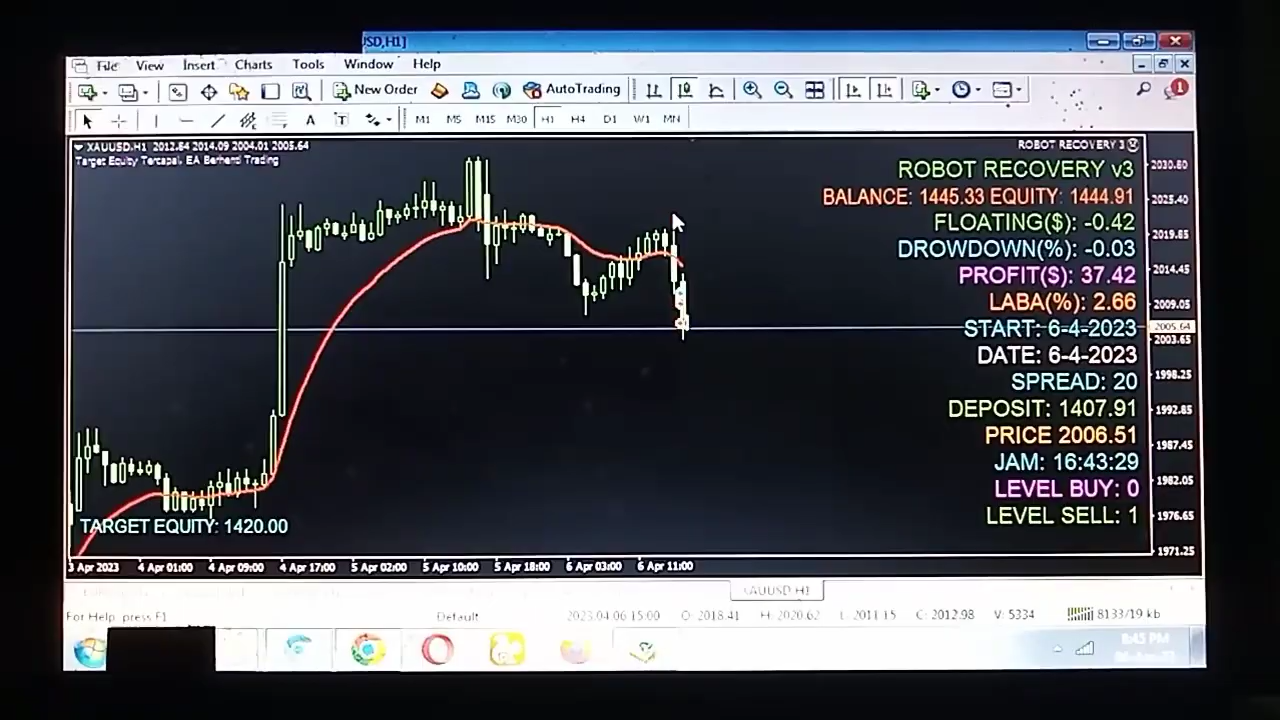 USD,H1]
File View Insert Charts Tools Window Help
New Order AutoTrading 1
A T M1 M5 M15 M30 H1 H4 D1 W1 MN
XAUUSD,H1 2012.64 2014.09 2004.01 2005.64
ROBOT RECOVERY 3
Target Equity Tercapai, EA Berhenti Trading
ROBOT RECOVERY v3
BALANCE: 1445.33 EQUITY: 1444.91
FLOATING($): -0.42
DROWDOWN(%): -0.03
PROFIT($): 37.42
LABA(%): 2.66
START: 6-4-2023
DATE: 6-4-2023
SPREAD: 20
DEPOSIT: 1407.91
PRICE 2006.51
JAM: 16:43:29
LEVEL BUY: 0
LEVEL SELL: 1
2030.60
2025.40
2019.85
2014.45
2009.05
2005.64
2003.65
1998.25
1992.85
1987.45
1982.05
1976.65
1971.25
TARGET EQUITY: 1420.00
3 Apr 2023 4 Apr 01:00 4 Apr 09:00 4 Apr 17:00 5 Apr 02:00 5 Apr 10:00 5 Apr 18:00 6 Apr 03:00 6 Apr 11:00
XAUUSD,H1
For Help, press F1 Default 2023.04.06 15:00 O: 2018.41 H: 2020.62 L: 2011.15 C: 2012.98 V: 5334 8133/19 kb
8:45 PM